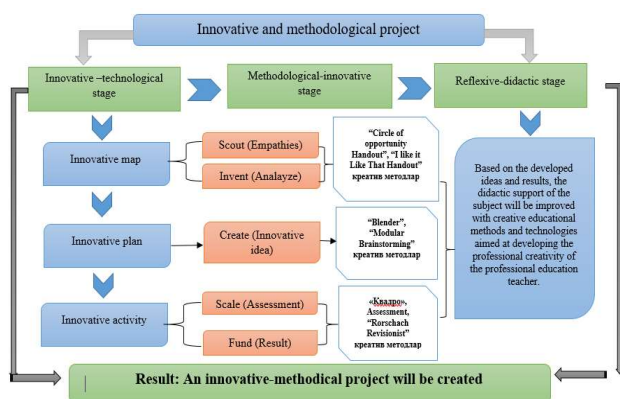 Innovative and methodological project
Innovative –technological
stage
Methodological-innovative
stage
Reflexive-didactic stage
Innovative map
Scout (Empathies)
Invent (Analayze)
“Circle of
opportunity
Handout”, “I like it
Like That Handout”
креатив методлар
Innovative plan
Create (Innovative
idea)
“Blender”,
“Modular
Brainstorming”
креатив методлар
Innovative activity
Scale (Assessment)
Fund (Result)
«Квадро»,
Assessment,
“Rorschach
Revisionist”
креатив методлар
Based on the developed
ideas and results, the
didactic support of the
subject will be improved
with creative educational
methods and technologies
aimed at developing the
professional creativity of
of the professional education
teacher.
Result: An innovative-methodical project will be created